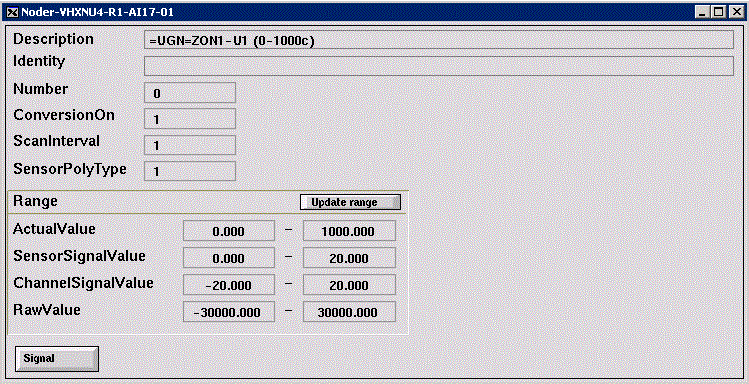 Noder-VHXNU4-R1-AI17-01
Description =UGN=ZON1-U1 (0-1000c)
Identity
Number 0
ConversionOn 1
ScanInterval 1
SensorPolyType 1
Range Update range
ActualValue 0.000 - 1000.000
SensorSignalValue 0.000 - 20.000
ChannelSignalValue -20.000 - 20.000
RawValue -30000.000 - 30000.000
Signal